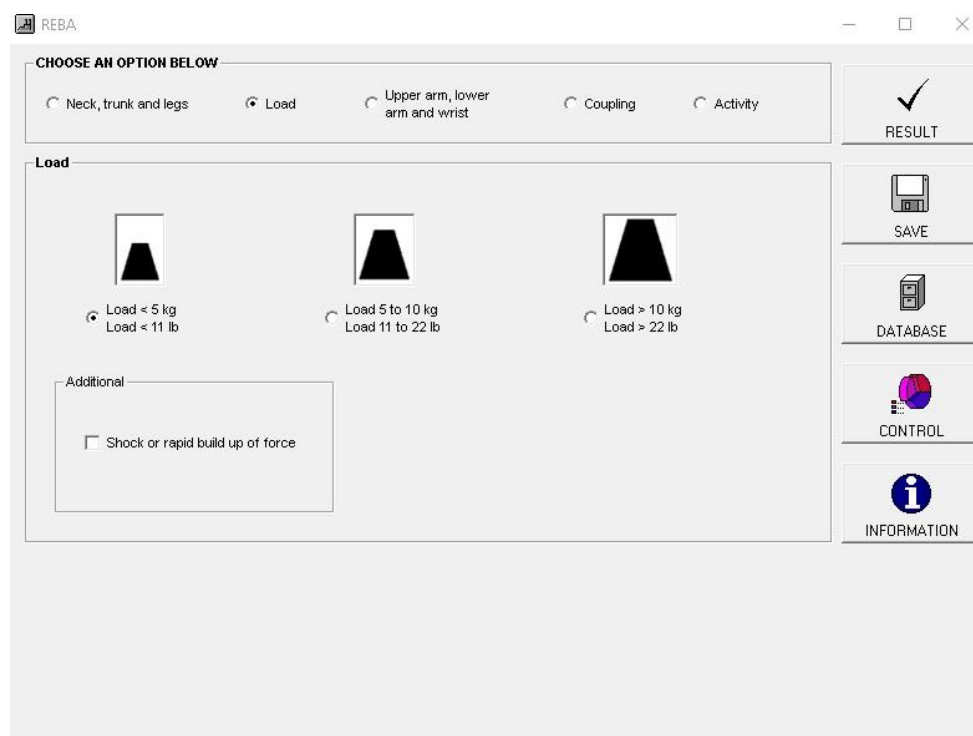 REBA
CHOOSE AN OPTION BELOW
Neck, trunk and legs
Load
Upper arm, lower
arm and wrist
Coupling
Activity
RESULT
Load
SAVE
Load < 5 kg
Load < 11 lb
Load 5 to 10 kg
Load 11 to 22 lb
Load > 10 kg
Load > 22 lb
DATABASE
Additional
Shock or rapid build up of force
CONTROL
INFORMATION